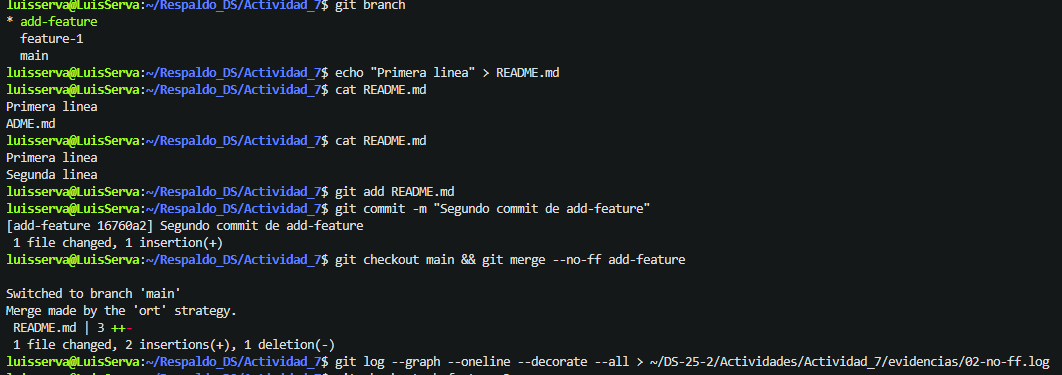 luisserva@LuisServa:~/Respaldo_DS/Actividad_7$ git branch
* add-feature
  feature-1
  main
luisserva@LuisServa:~/Respaldo_DS/Actividad_7$ echo "Primera linea" > README.md
luisserva@LuisServa:~/Respaldo_DS/Actividad_7$ cat README.md
Primera linea
ADME.md
luisserva@LuisServa:~/Respaldo_DS/Actividad_7$ cat README.md
Primera linea
Segunda linea
luisserva@LuisServa:~/Respaldo_DS/Actividad_7$ git add README.md
luisserva@LuisServa:~/Respaldo_DS/Actividad_7$ git commit -m "Segundo commit de add-feature"
[add-feature 16760a2] Segundo commit de add-feature
 1 file changed, 1 insertion(+)
luisserva@LuisServa:~/Respaldo_DS/Actividad_7$ git checkout main && git merge --no-ff add-feature
Switched to branch 'main'
Merge made by the 'ort' strategy.
 README.md | 3 ++-
 1 file changed, 2 insertions(+), 1 deletion(-)
luisserva@LuisServa:~/Respaldo_DS/Actividad_7$ git log --graph --oneline --decorate --all > ~/DS-25-2/Actividades/Actividad_7/evidencias/02-no-ff.log